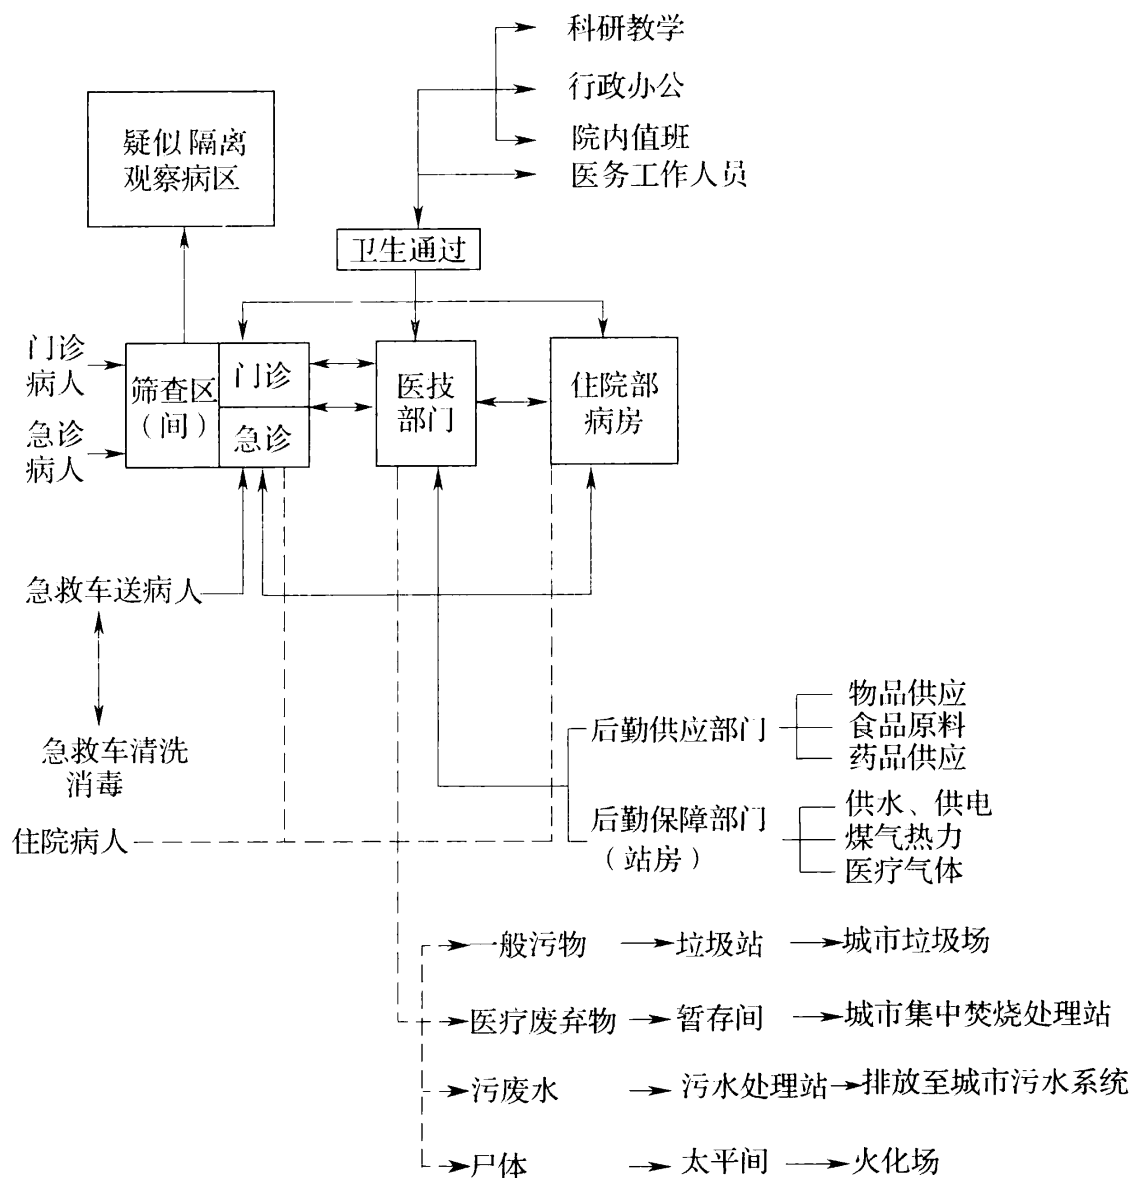 科研教学
行政办公
院内值班
医务工作人员
疑似隔离
观察病区
卫生通过
门诊
病人
急诊
病人
筛查区
（间）
门诊
急诊
医技
部门
住院部
病房
急救车送病人
急救车清洗
消毒
住院病人
后勤供应部门
物品供应
食品原料
药品供应
后勤保障部门
（站房）
供水、供电
煤气热力
医疗气体
一般污物 垃圾站 城市垃圾场
医疗废弃物 暂存间 城市集中焚烧处理站
污废水 污水处理站 排放至城市污水系统
尸体 太平间 火化场